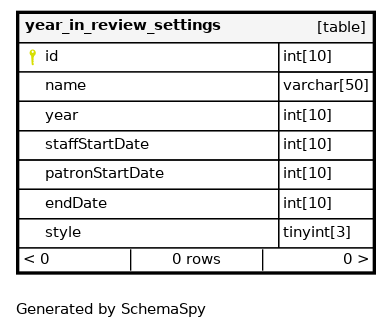 year_in_review_settings [table]
id int[10]
name varchar[50]
year int[10]
staffStartDate int[10]
patronStartDate int[10]
endDate int[10]
style tinyint[3]
< 0 0 rows 0 >
Generated by SchemaSpy